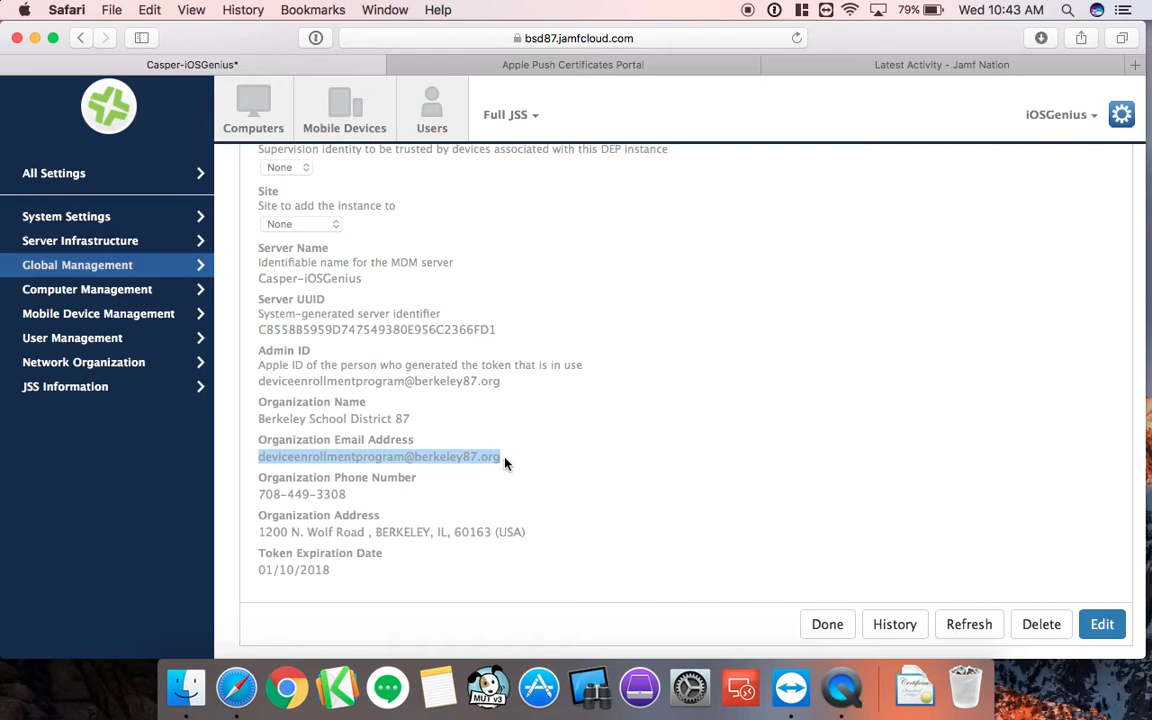 Safari File Edit View History Bookmarks Window Help 79% Wed 10:43 AM
bsd87.jamfcloud.com
Casper-iOSGenius* Apple Push Certificates Portal Latest Activity - Jamf Nation
Computers Mobile Devices Users Full JSS iOSGenius
All Settings
System Settings
Server Infrastructure
Global Management
Computer Management
Mobile Device Management
User Management
Network Organization
JSS Information
Supervision identity to be trusted by devices associated with this DEP instance
None
Site
Site to add the instance to
None
Server Name
Identifiable name for the MDM server
Casper-iOSGenius
Server UUID
System-generated server identifier
C8558B5959D747549380E956C2366FD1
Admin ID
Apple ID of the person who generated the token that is in use
deviceenrollmentprogram@berkeley87.org
Organization Name
Berkeley School District 87
Organization Email Address
deviceenrollmentprogram@berkeley87.org
Organization Phone Number
708-449-3308
Organization Address
1200 N. Wolf Road , BERKELEY, IL, 60163 (USA)
Token Expiration Date
01/10/2018
Done History Refresh Delete Edit
MUT v3